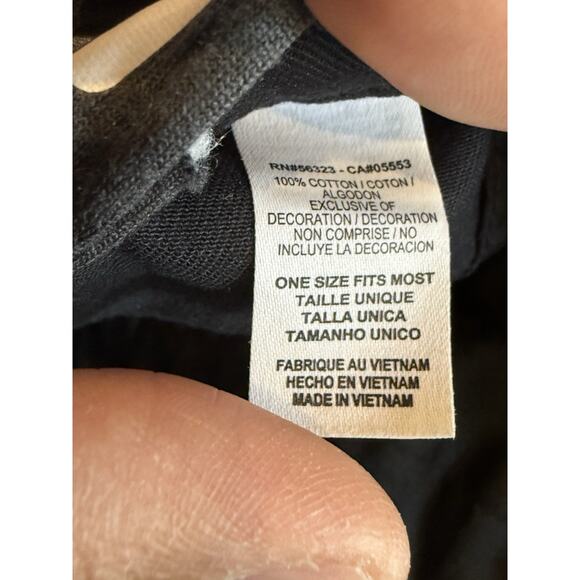 RN#56323 - CA#05553
100% COTTON / COTON /
ALGODON
EXCLUSIVE OF
DECORATION / DECORATION
NON COMPRISE / NO
INCLUYE LA DECORACION
ONE SIZE FITS MOST
TAILLE UNIQUE
TALLA UNICA
TAMANHO UNICO
FABRIQUE AU VIETNAM
HECHO EN VIETNAM
MADE IN VIETNAM